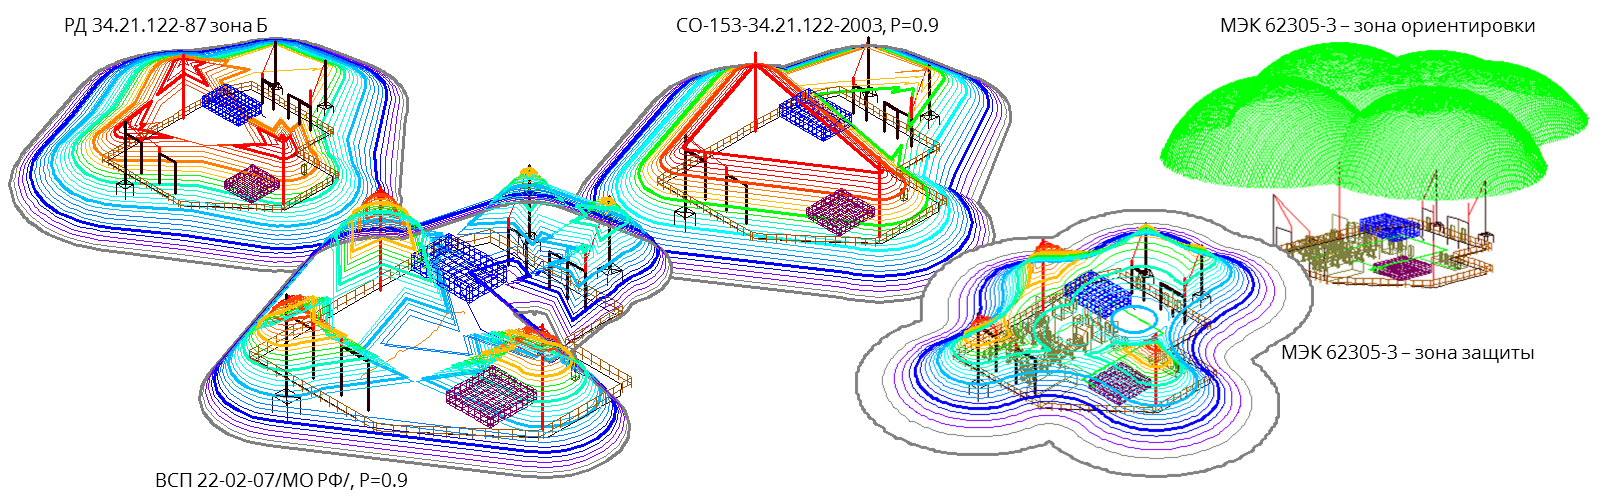 РД 34.21.122-87 зона Б
СО-153-34.21.122-2003, Р=0.9
МЭК 62305-3 – зона ориентировки
МЭК 62305-3 – зона защиты
ВСП 22-02-07/МО РФ/, Р=0.9